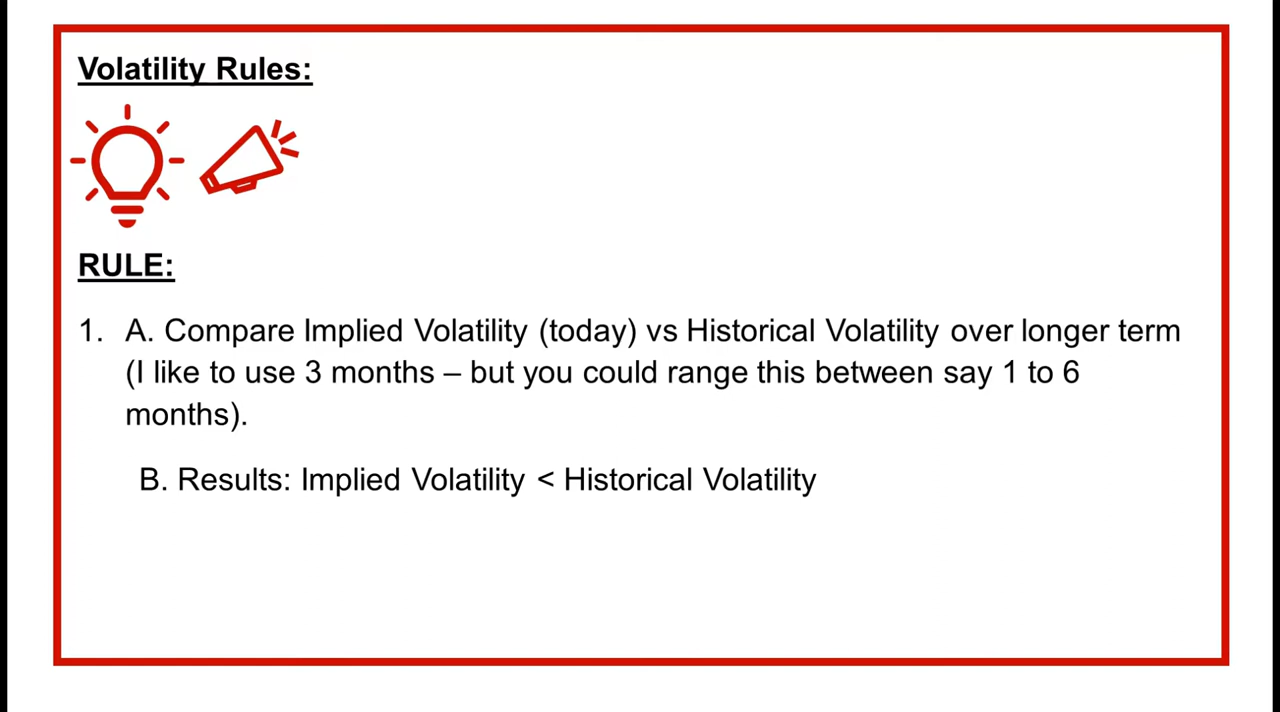 Volatility Rules:
RULE:
1. A. Compare Implied Volatility (today) vs Historical Volatility over longer term
(I like to use 3 months – but you could range this between say 1 to 6
months).
B. Results: Implied Volatility < Historical Volatility